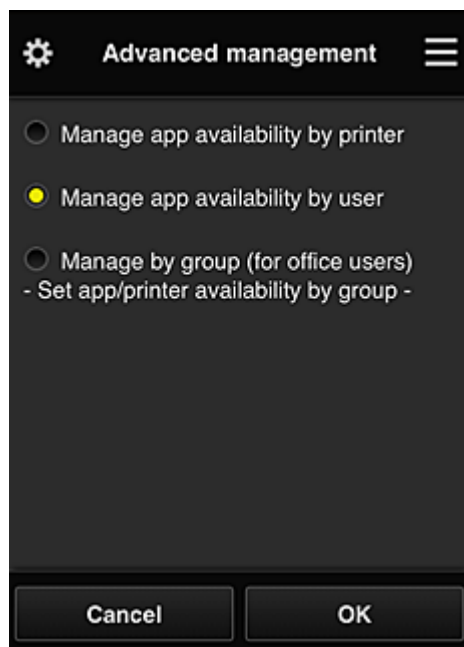 Advanced management
Manage app availability by printer
Manage app availability by user
Manage by group (for office users)
- Set app/printer availability by group -
Cancel
OK